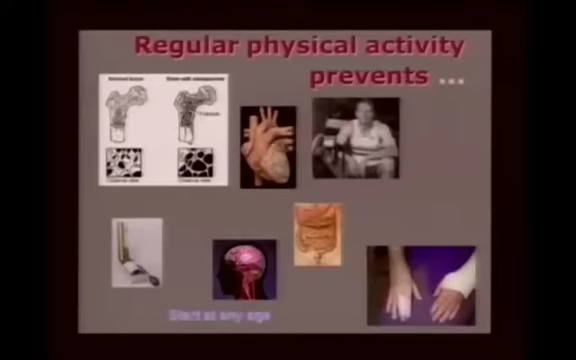 Regular physical activity
prevents ...
Start at any age